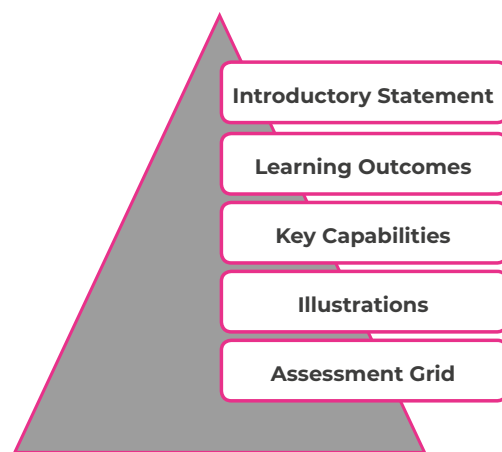 Introductory Statement
Learning Outcomes
Key Capabilities
Illustrations
Assessment Grid